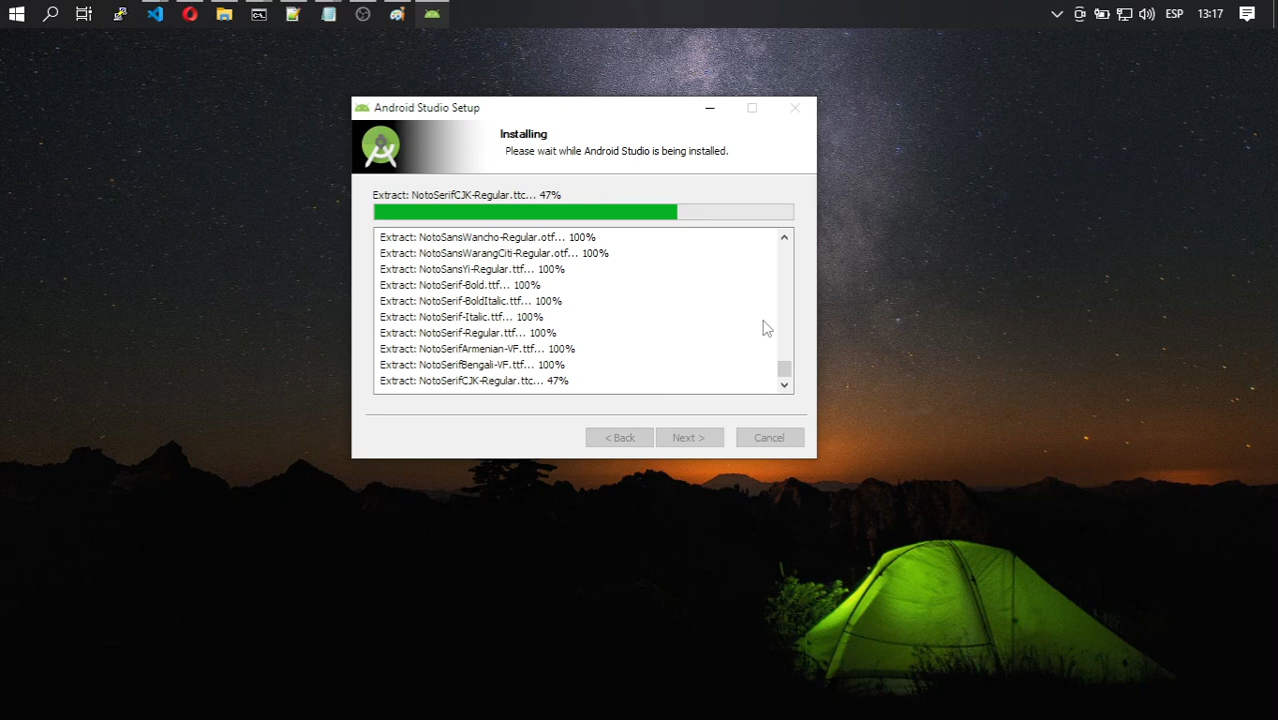 ESP
13:17
Android Studio Setup
Installing
Please wait while Android Studio is being installed.
Extract: NotoSerifCJK-Regular.ttc... 47%
Extract: NotoSansWancho-Regular.otf... 100%
Extract: NotoSansWarangCiti-Regular.otf... 100%
Extract: NotoSansYi-Regular.ttf... 100%
Extract: NotoSerif-Bold.ttf... 100%
Extract: NotoSerif-BoldItalic.ttf... 100%
Extract: NotoSerif-Italic.ttf... 100%
Extract: NotoSerif-Regular.ttf... 100%
Extract: NotoSerifArmenian-VF.ttf... 100%
Extract: NotoSerifBengali-VF.ttf... 100%
Extract: NotoSerifCJK-Regular.ttc... 47%
< Back
Next >
Cancel